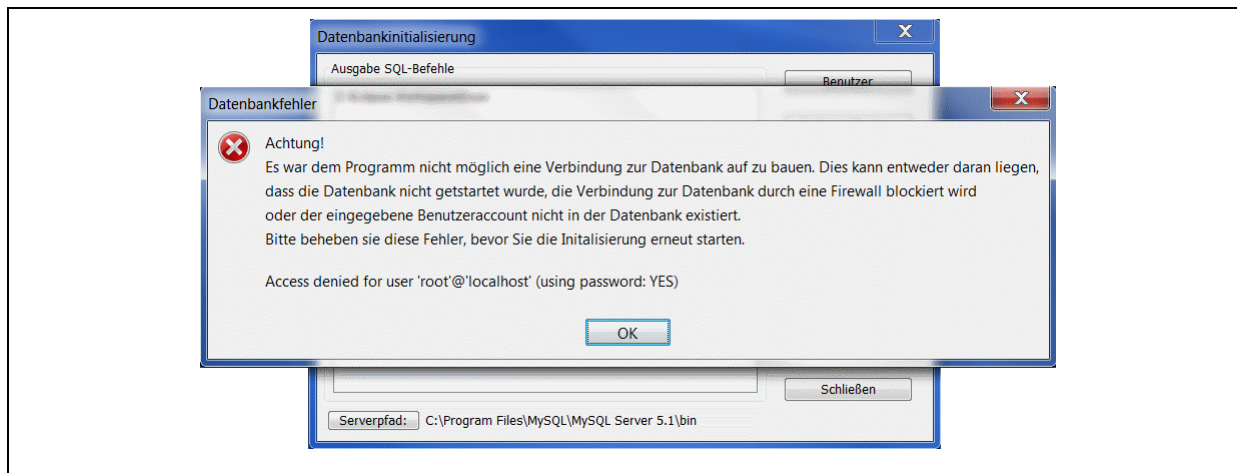 Datenbankinitialisierung
Ausgabe SQL-Befehle
Benutzer
Datenbankfehler
Achtung!
Es war dem Programm nicht möglich eine Verbindung zur Datenbank auf zu bauen. Dies kann entweder daran liegen,
dass die Datenbank nicht getstartet wurde, die Verbindung zur Datenbank durch eine Firewall blockiert wird
oder der eingegebene Benutzeraccount nicht in der Datenbank existiert.
Bitte beheben sie diese Fehler, bevor Sie die Initalisierung erneut starten.
Access denied for user 'root'@'localhost' (using password: YES)
OK
Schließen
Serverpfad: C:\Program Files\MySQL\MySQL Server 5.1\bin